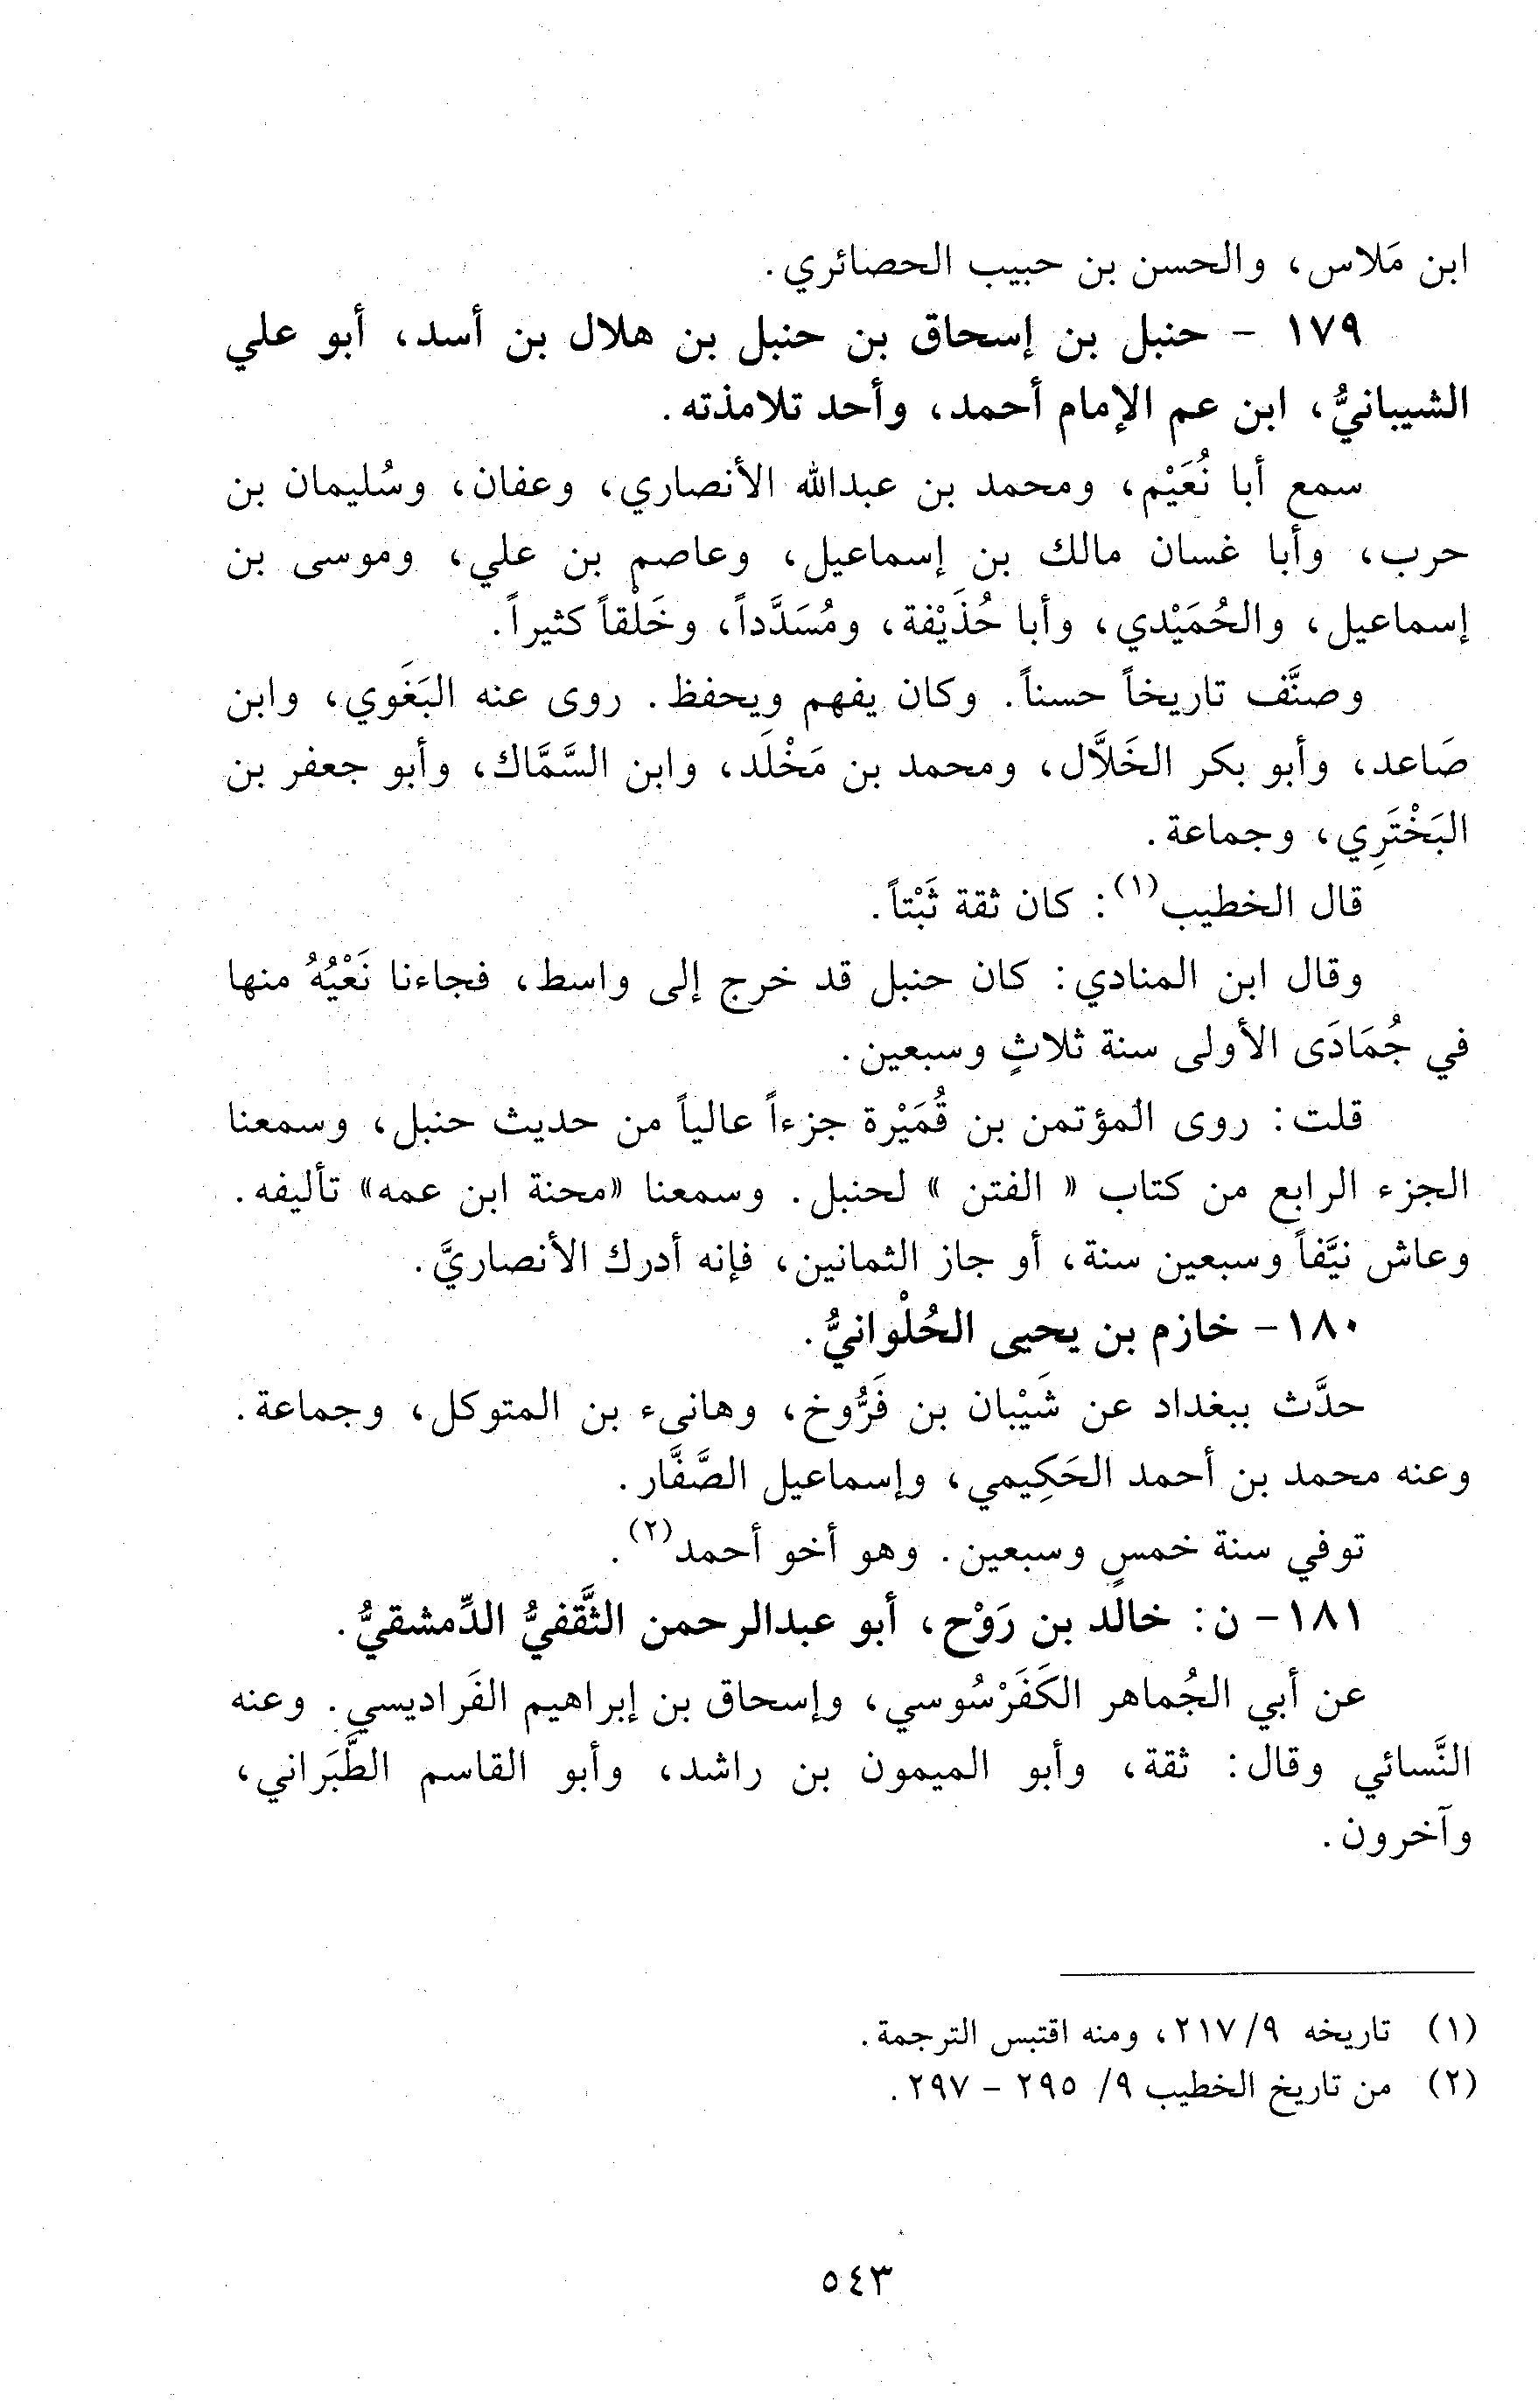 ابن مَلاس، والحسن بن حبيب الحصائري.
١٧٩ - حنبل بن إسحاق بن حنبل بن هلال بن أسد، أبو علي
الشيبانيُّ، ابن عم الإمام أحمد، وأحد تلامذته.
سمع أبا نُعَيْم، ومحمد بن عبدالله الأنصاري، وعفان، وسُليمان بن
حرب، وأبا غسان مالك بن إسماعيل، وعاصم بن علي، وموسى بن
إسماعيل، والحُمَيْدي، وأبا حُذَيْفة، ومُسَدَّداً، وخَلْقاً كثيراً.
وصنَّف تاريخاً حسناً. وكان يفهم ويحفظ. روى عنه البَغَوي، وابن
صَاعد، وأبو بكر الخَلَّال، ومحمد بن مَخْلَد، وابن السَّمَّاك، وأبو جعفر بن
البَخْتَرِي، وجماعة.
قال الخطيب(١): كان ثقة ثَبْتاً.
وقال ابن المنادي: كان حنبل قد خرج إلى واسط، فجاءنا نَعْيُهُ منها
في جُمَادَى الأولى سنة ثلاثٍ وسبعين.
قلت: روى المؤتمن بن قُمَيْرة جزءاً عالياً من حديث حنبل، وسمعنا
الجزء الرابع من كتاب « الفتن » لحنبل. وسمعنا «محنة ابن عمه» تأليفه.
وعاش نيَّفاً وسبعين سنة، أو جاز الثمانين، فإنه أدرك الأنصاريَّ.
١٨٠- خازم بن يحيى الحُلْوانيُّ.
حدَّث ببغداد عن شَيْبان بن فَرُّوخ، وهانىء بن المتوكل، وجماعة.
وعنه محمد بن أحمد الحَكِيمي، وإسماعيل الصَّفَّار.
توفي سنة خمسٍ وسبعين. وهو أخو أحمد(٢).
١٨١- ن: خالد بن رَوْح، أبو عبدالرحمن الثَّقفيُّ الدِّمشقيُّ.
عن أبي الجُماهر الكَفَرْسُوسي، وإسحاق بن إبراهيم الفَراديسي. وعنه
النَّسائي وقال: ثقة، وأبو الميمون بن راشد، وأبو القاسم الطَّبَراني،
وآخرون.
(١) تاريخه ٩/ ٢١٧، ومنه اقتبس الترجمة.
(٢) من تاريخ الخطيب ٩/ ٢٩٥ - ٢٩٧.
٥٤٣